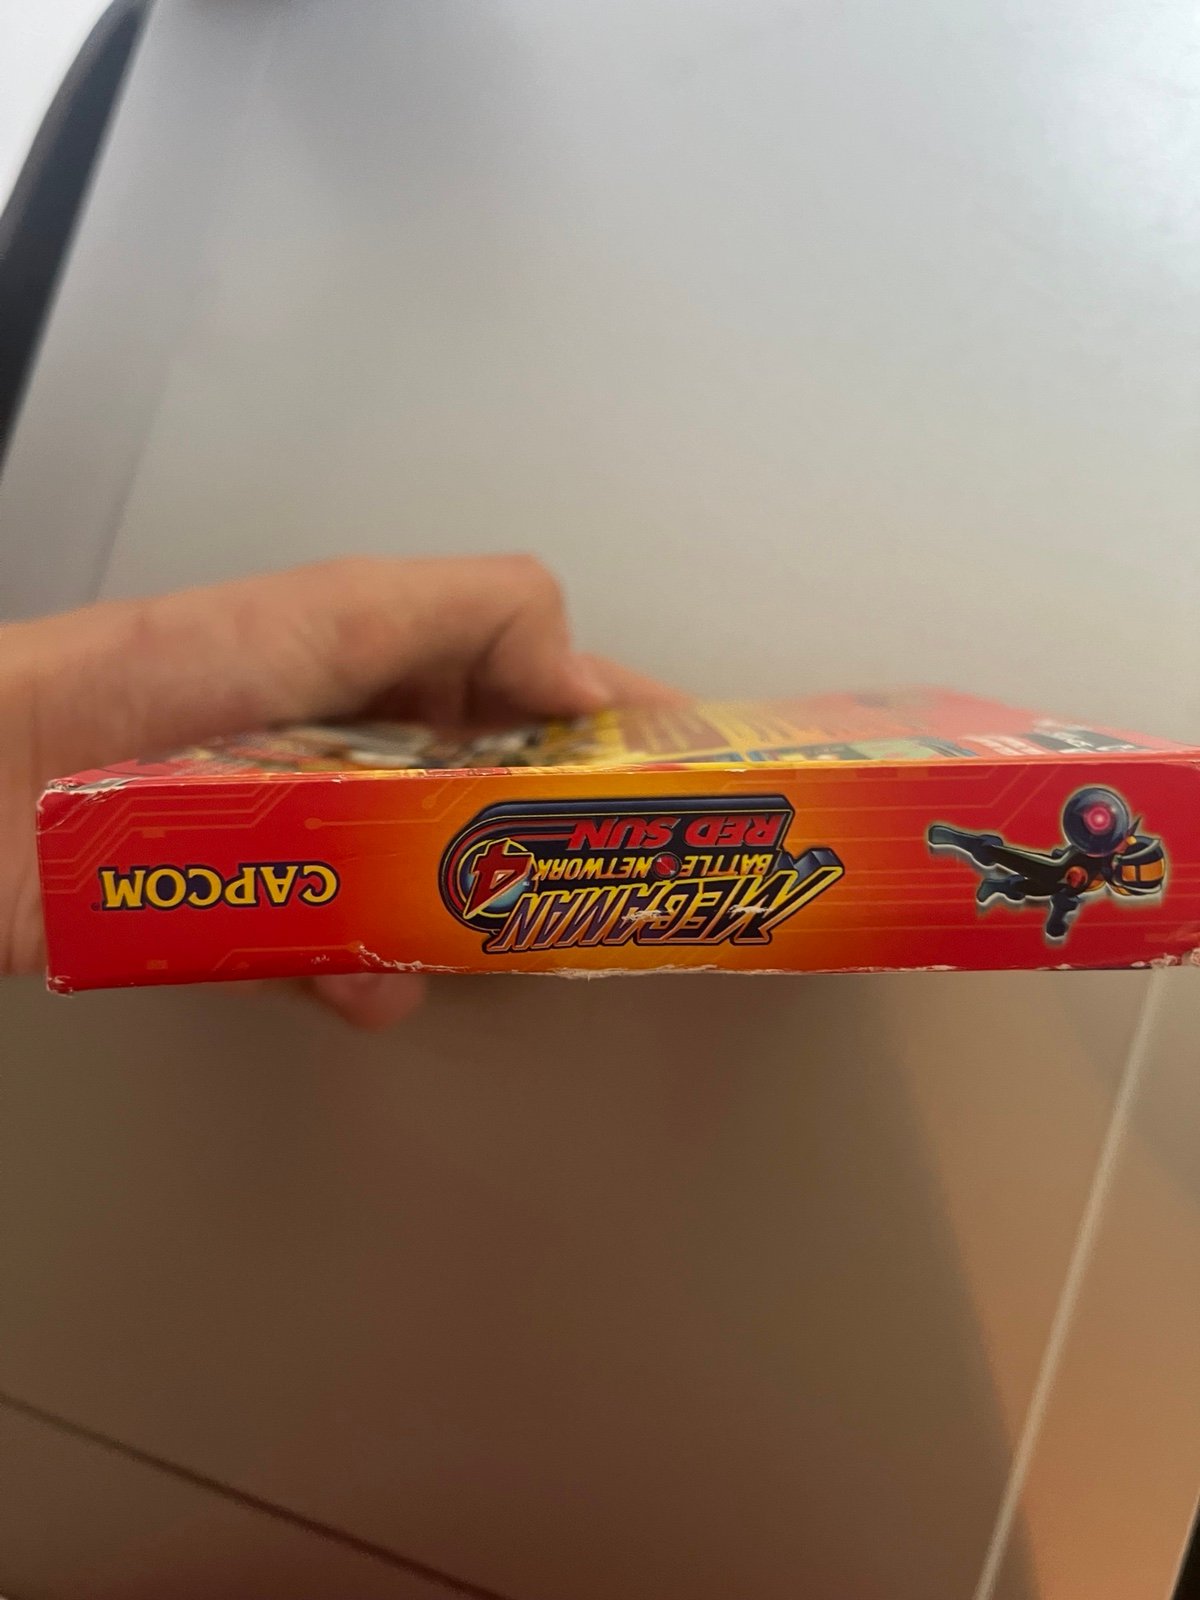 MEGAMAN
BATTLE NETWORK 4
RED SUN
CAPCOM®